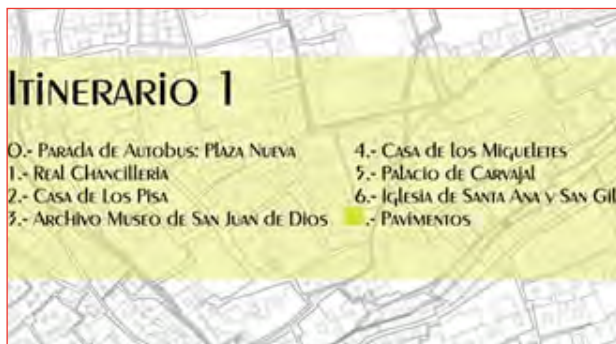 Itinerario 1
0.- Parada de Autobus: Plaza Nueva
1.- Real Chancilleria
2.- Casa de Los Pisa
3.- Archivo Museo de San Juan de Dios
4.- Casa de los Migueletes
5.- Palacio de Carvajal
6.- Iglesia de Santa Ana y San Gil
.- Pavimentos